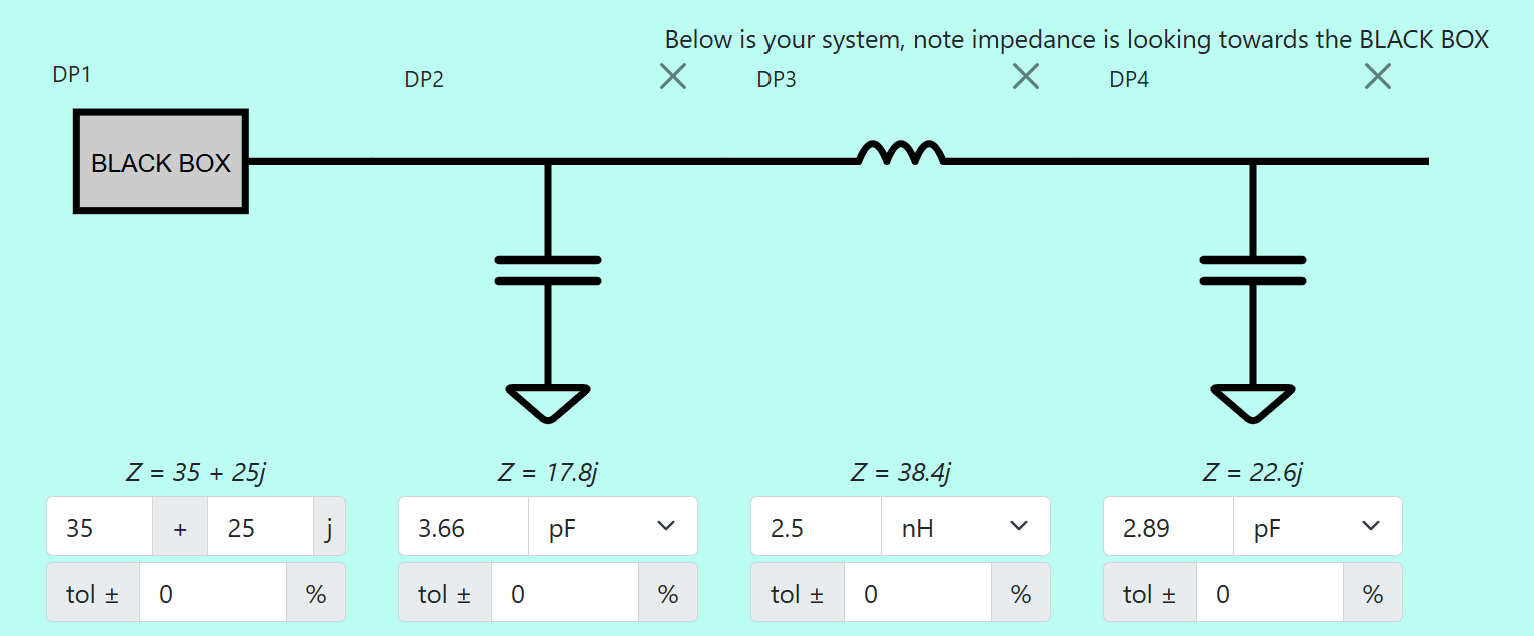 Below is your system, note impedance is looking towards the BLACK BOX
DP1
DP2
DP3
DP4
BLACK BOX
Z = 35 + 25j
Z = 17.8j
Z = 38.4j
Z = 22.6j
35 + 25 j
3.66 pF
2.5 nH
2.89 pF
tol ± 0 %
tol ± 0 %
tol ± 0 %
tol ± 0 %